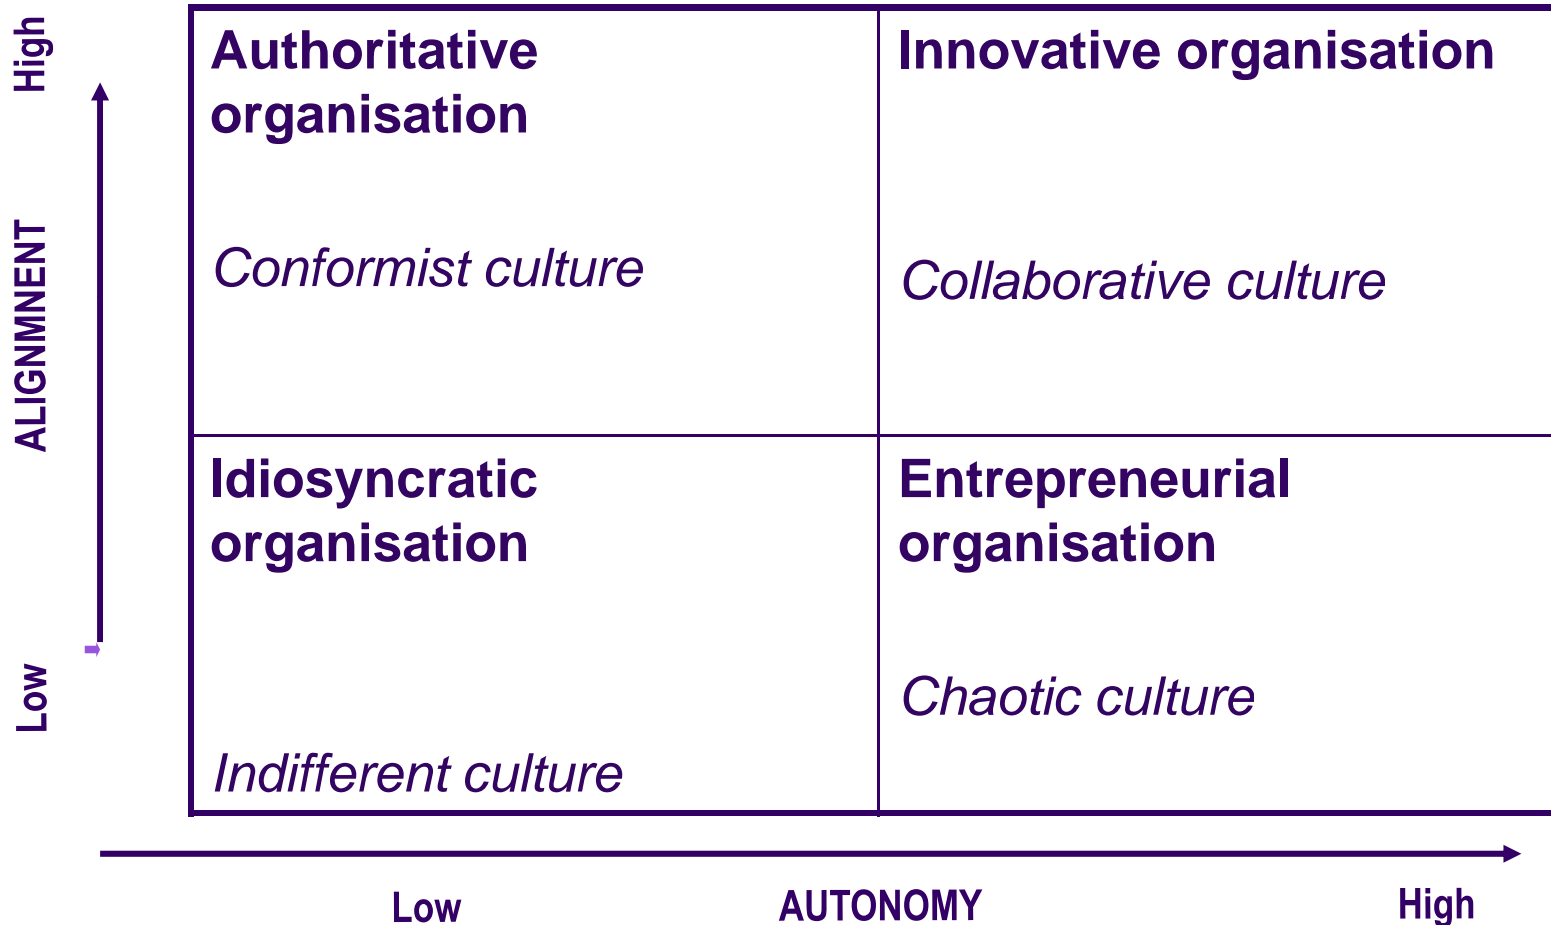 High
ALIGNMNENT
Low
Authoritative
organisation
Conformist culture
Innovative organisation
Collaborative culture
Idiosyncratic
organisation
Indifferent culture
Entrepreneurial
organisation
Chaotic culture
Low
AUTONOMY
High